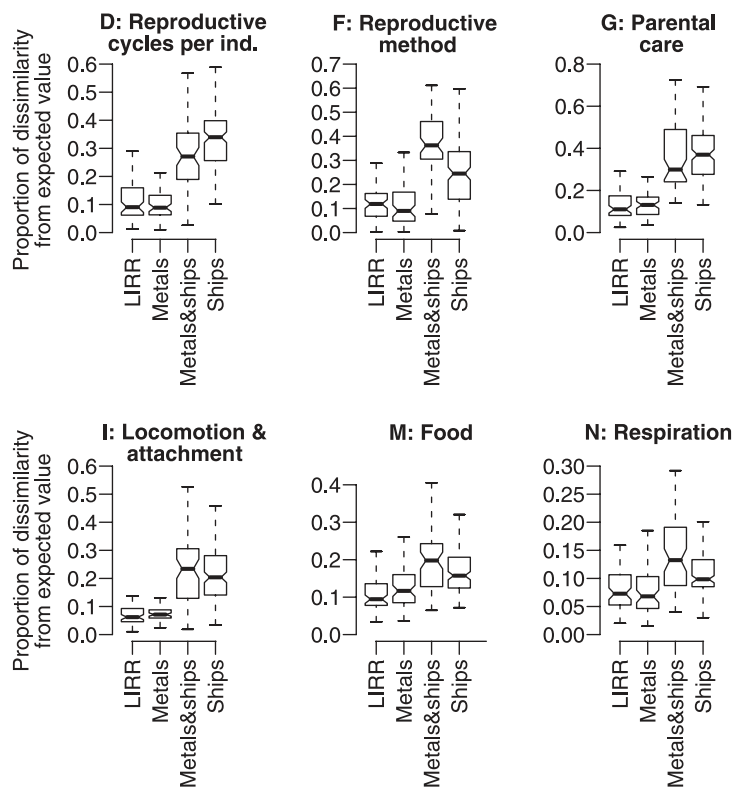 D: Reproductive
cycles per ind.
Proportion of dissimilarity
from expected value
0.6
0.5
0.4
0.3
0.2
0.1
0.0
LIRR
Metals
Metals&ships
Ships
F: Reproductive
method
0.7
0.6
0.5
0.4
0.3
0.2
0.1
0.0
LIRR
Metals
Metals&ships
Ships
G: Parental
care
0.8
0.6
0.4
0.2
0.0
LIRR
Metals
Metals&ships
Ships
I: Locomotion &
attachment
Proportion of dissimilarity
from expected value
0.6
0.5
0.4
0.3
0.2
0.1
0.0
LIRR
Metals
Metals&ships
Ships
M: Food
0.4
0.3
0.2
0.1
0.0
LIRR
Metals
Metals&ships
Ships
N: Respiration
0.30
0.25
0.20
0.15
0.10
0.05
0.00
LIRR
Metals
Metals&ships
Ships